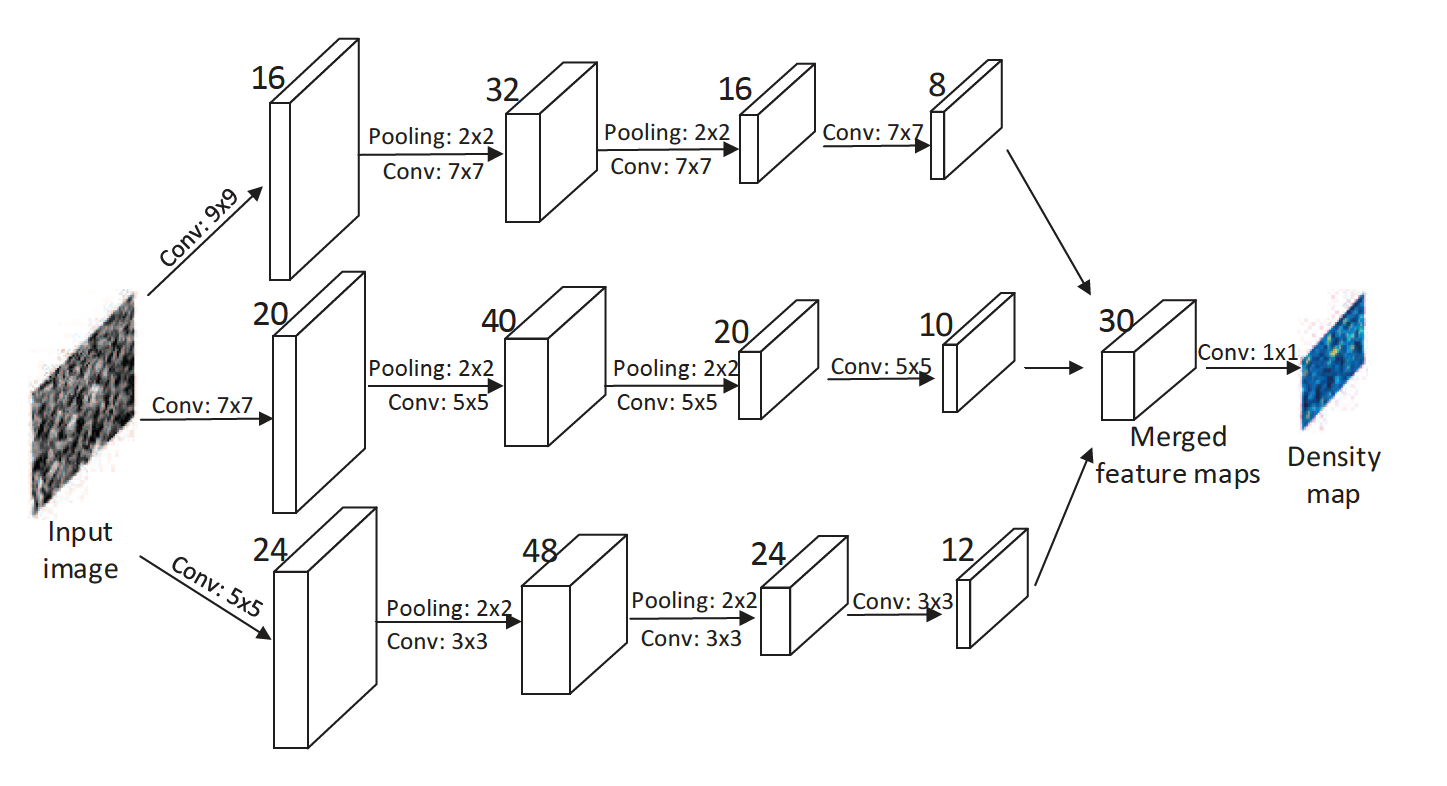 16
32
16
8
Pooling: 2x2
Conv: 7x7
Pooling: 2x2
Conv: 7x7
Conv: 7x7
Conv: 9x9
20
40
20
10
30
Conv: 7x7
Pooling: 2x2
Conv: 5x5
Pooling: 2x2
Conv: 5x5
Conv: 5x5
Conv: 1x1
Merged
feature maps
Density
map
Input
image
24
48
24
12
Conv: 5x5
Pooling: 2x2
Conv: 3x3
Pooling: 2x2
Conv: 3x3
Conv: 3x3